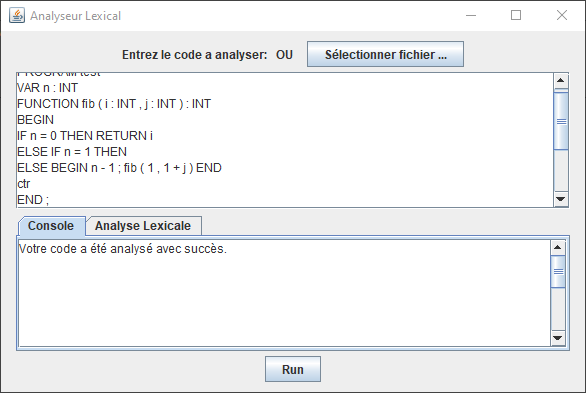 Analyseur Lexical
Entrez le code a analyser: OU Sélectionner fichier ...
PROGRAM test
VAR n : INT
FUNCTION fib ( i : INT , j : INT ) : INT
BEGIN
IF n = 0 THEN RETURN i
ELSE IF n = 1 THEN
ELSE BEGIN n - 1 ; fib ( 1 , 1 + j ) END
ctr
END ;
Console Analyse Lexicale
Votre code a été analysé avec succès.
Run